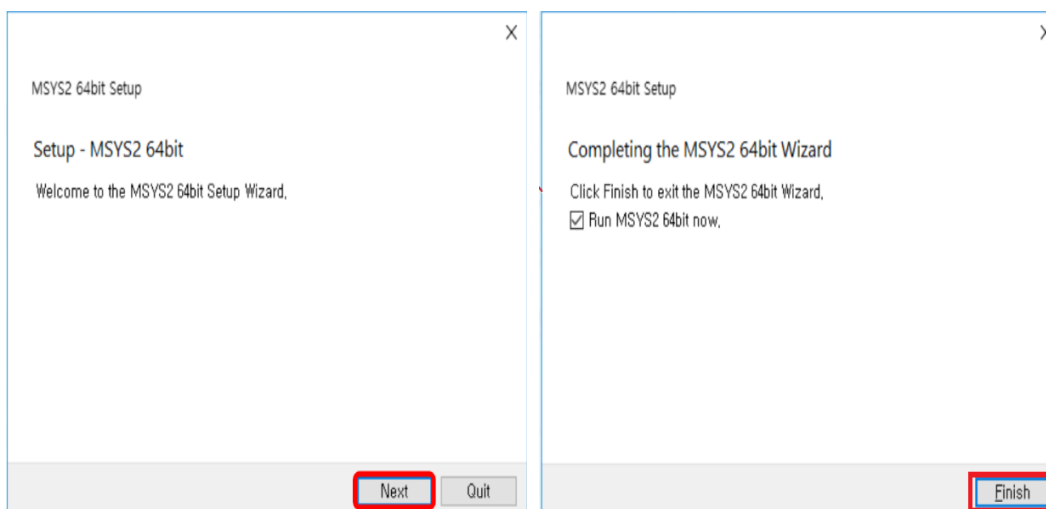 MSYS2 64bit Setup
Setup - MSYS2 64bit
Welcome to the MSYS2 64bit Setup Wizard,
Next
Quit
MSYS2 64bit Setup
Completing the MSYS2 64bit Wizard
Click Finish to exit the MSYS2 64bit Wizard,
Run MSYS2 64bit now,
Finish